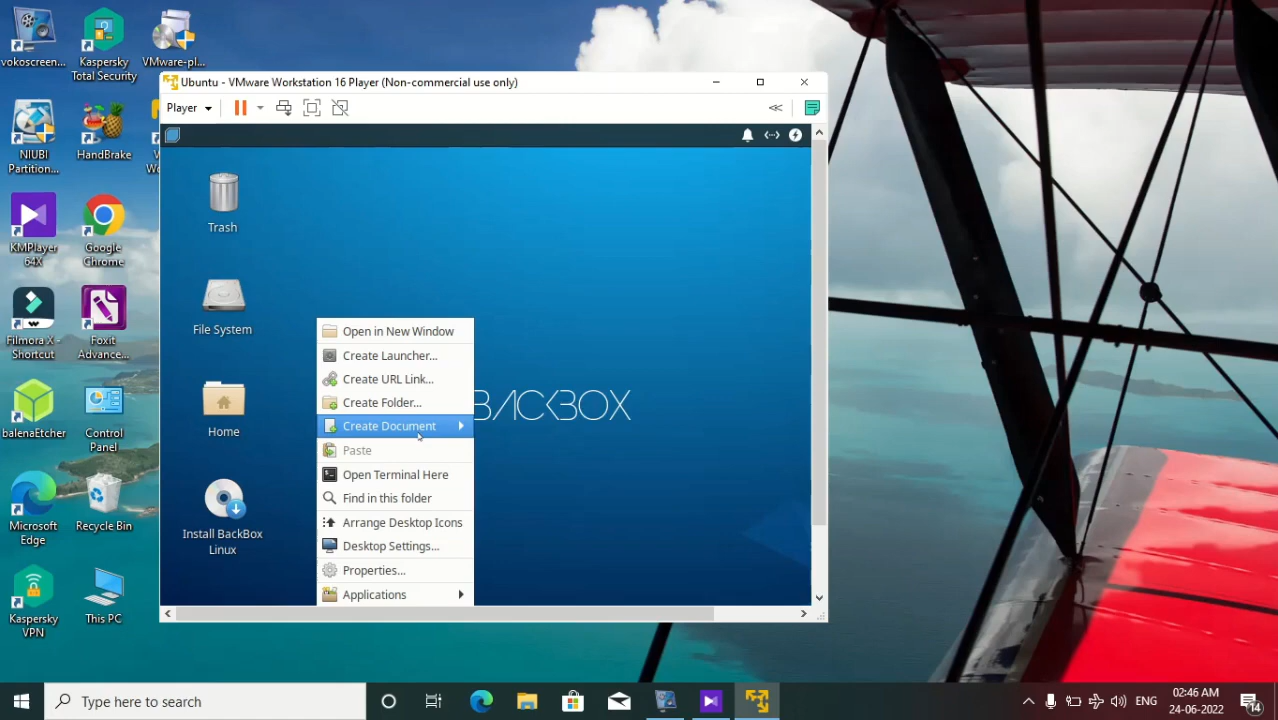 vokoscreen...
Kaspersky
Total Security
VMware-pl...
NIUBI
Partition...
HandBrake
KMPlayer
64X
Google
Chrome
Filmora X -
Shortcut
Foxit
Advance...
balenaEtcher
Control
Panel
Microsoft
Edge
Recycle Bin
Kaspersky
VPN
This PC
Ubuntu - VMware Workstation 16 Player (Non-commercial use only)
Player
Trash
File System
Home
Install BackBox
Linux
BACKBOX
Open in New Window
Create Launcher...
Create URL Link...
Create Folder...
Create Document
Paste
Open Terminal Here
Find in this folder
Arrange Desktop Icons
Desktop Settings...
Properties...
Applications
Type here to search
ENG
02:46 AM
24-06-2022
14